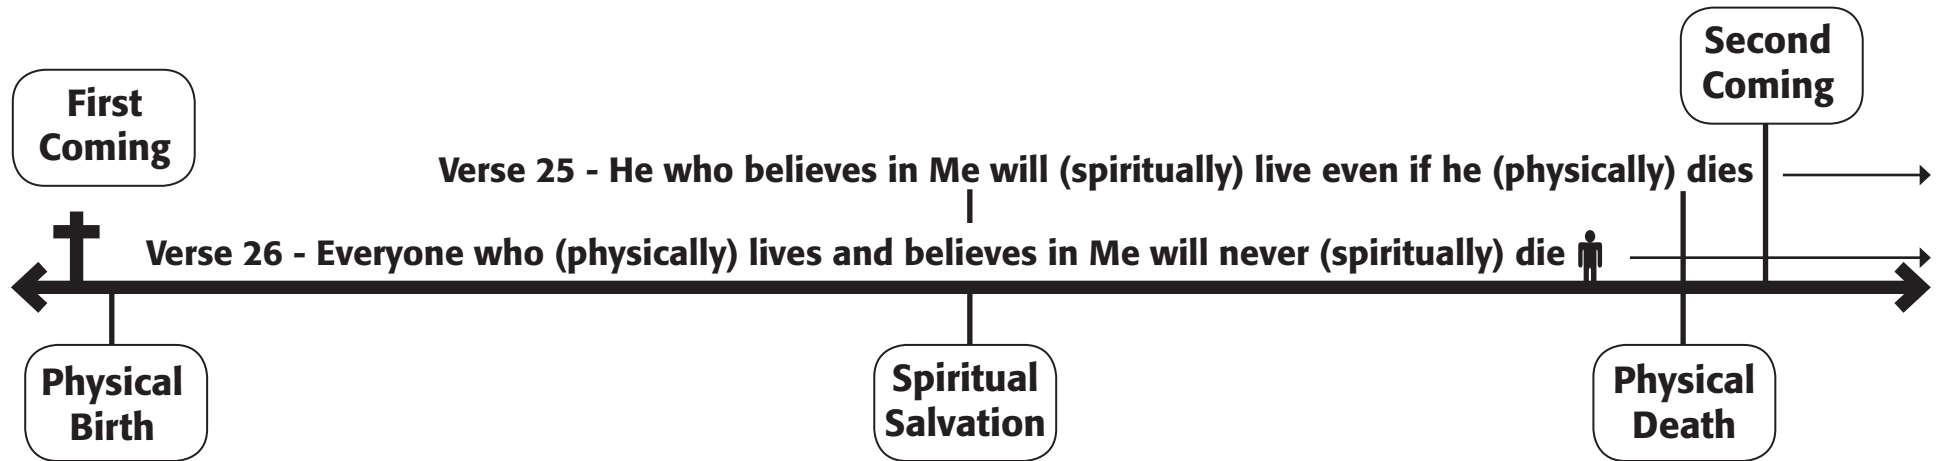 Second
Coming
First
Coming
Verse 25 - He who believes in Me will (spiritually) live even if he (physically) dies
Verse 26 - Everyone who (physically) lives and believes in Me will never (spiritually) die
Physical
Birth
Spiritual
Salvation
Physical
Death